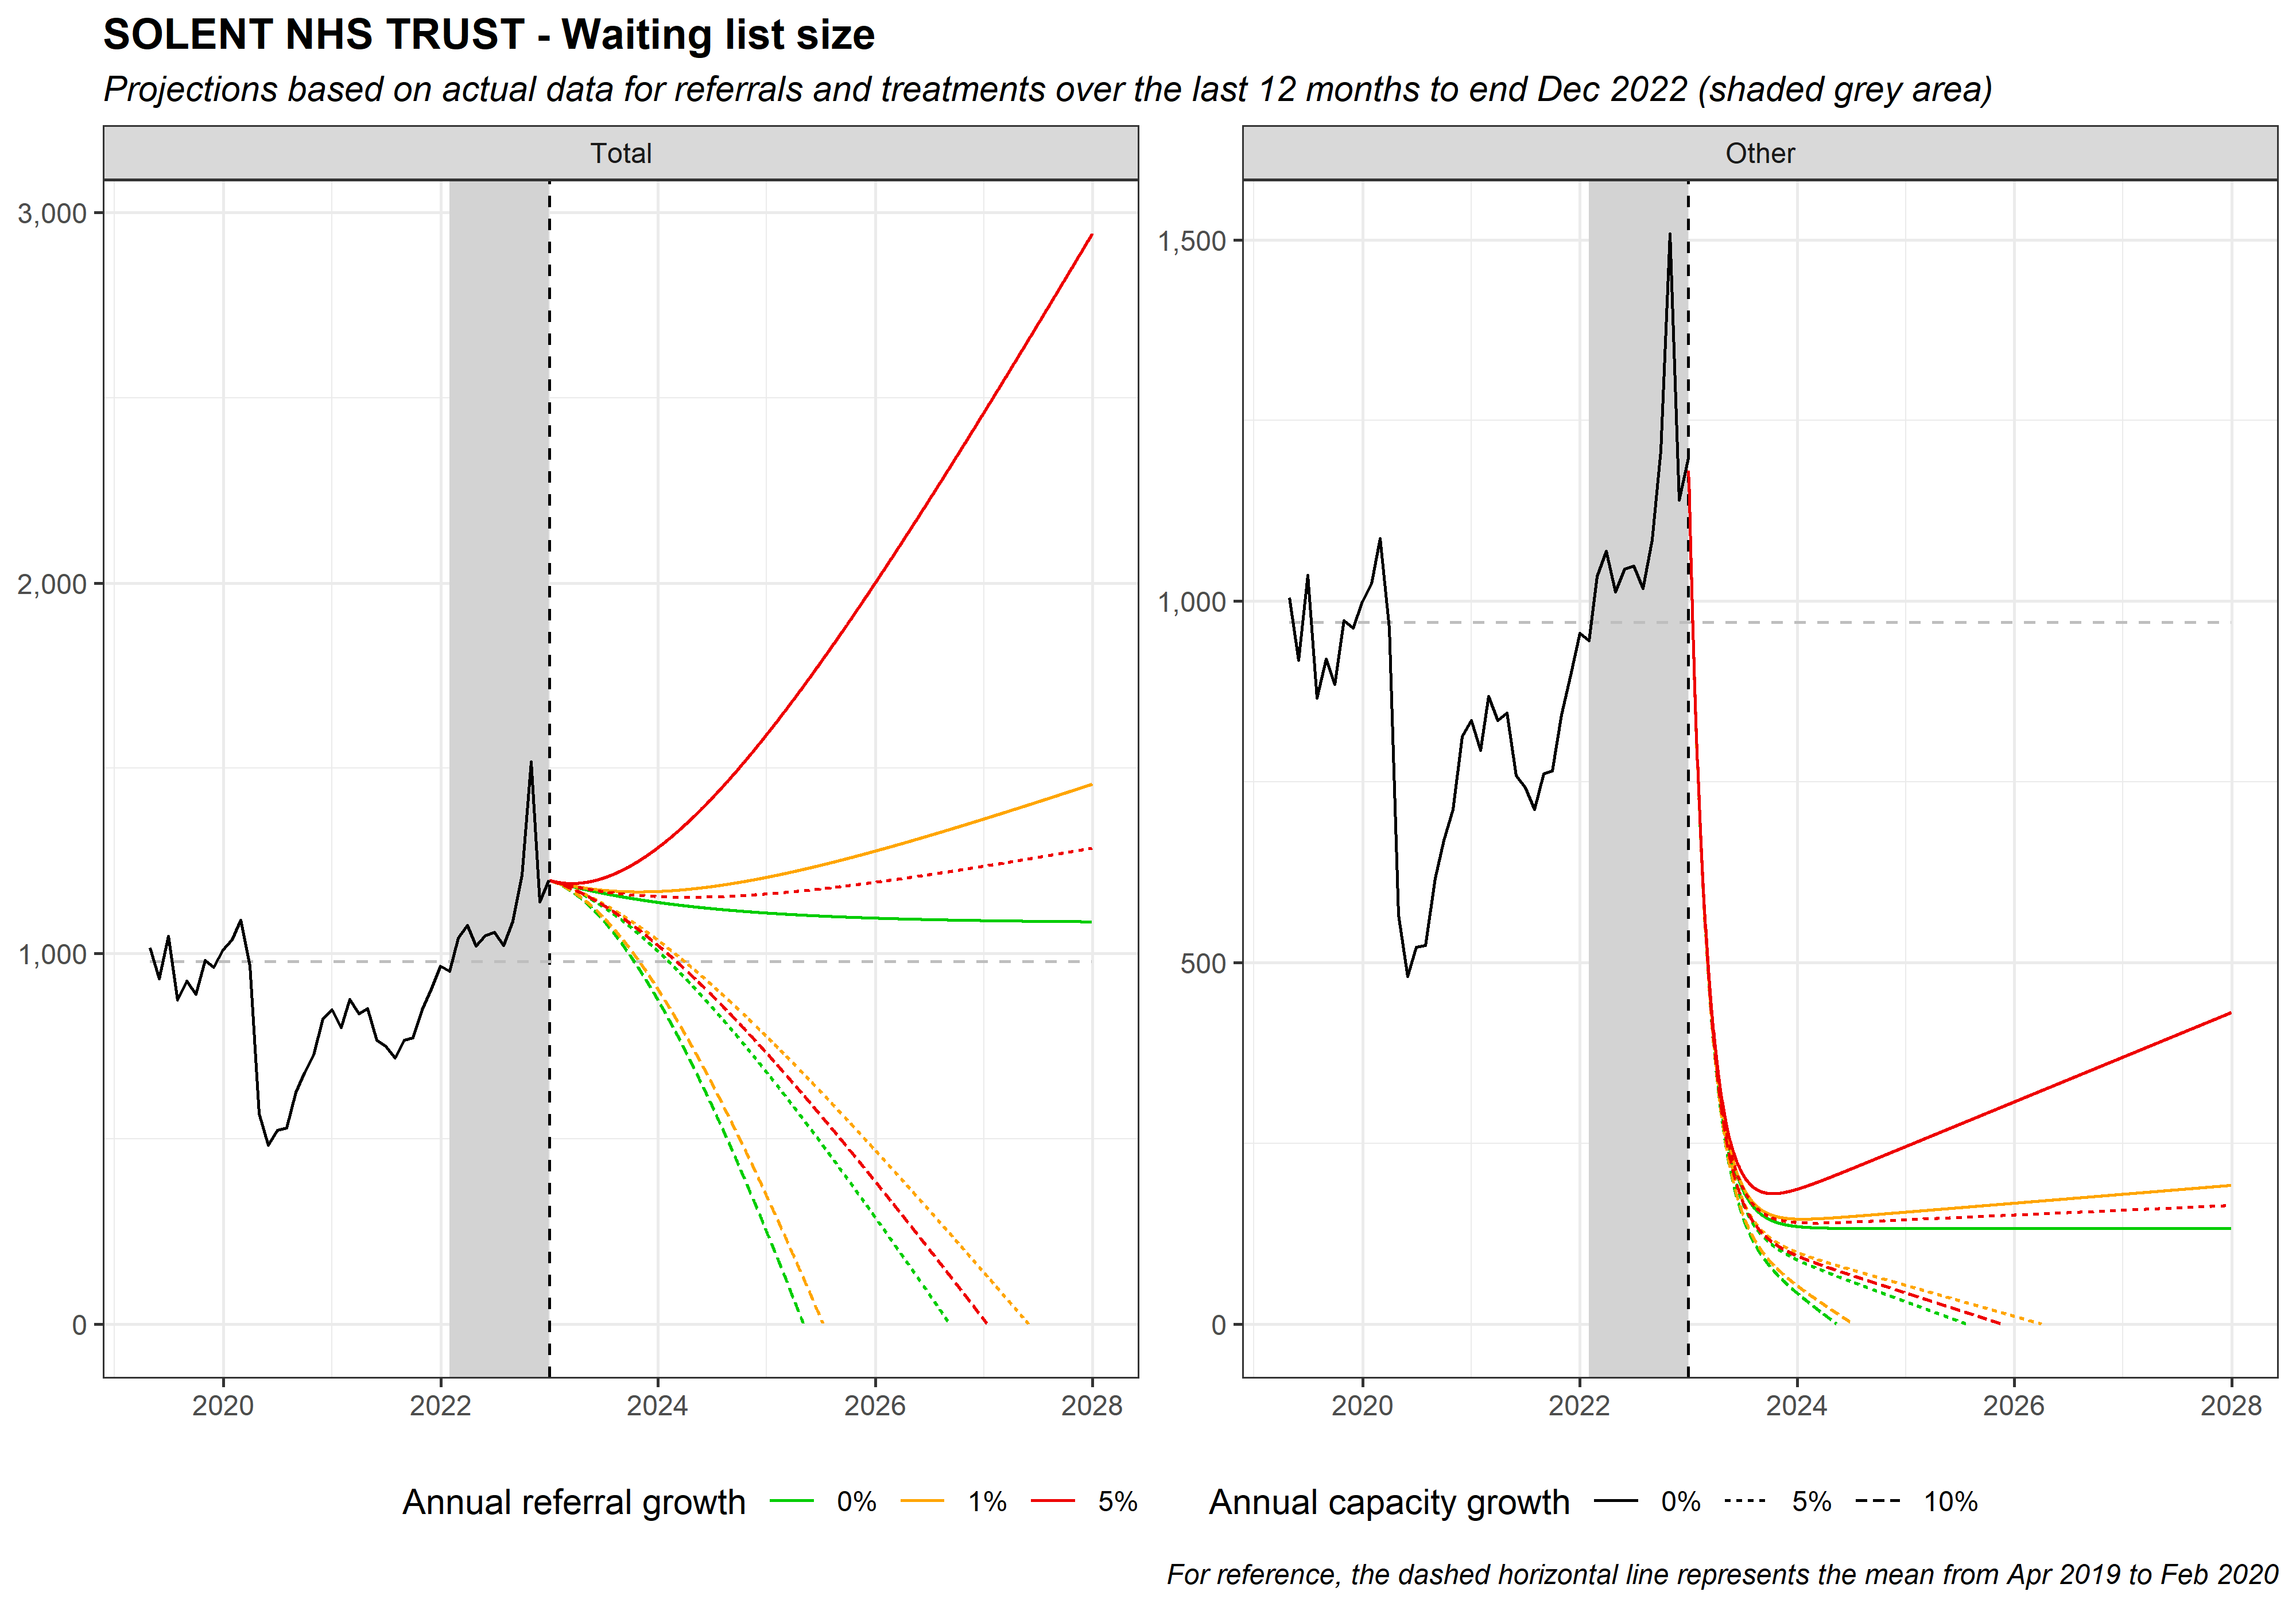 SOLENT NHS TRUST - Waiting list size
Projections based on actual data for referrals and treatments over the last 12 months to end Dec 2022 (shaded grey area)
Total
Other
3,000
2,000
1,000
0
1,500
1,000
500
0
2020 2022 2024 2026 2028
2020 2022 2024 2026 2028
Annual referral growth 0% 1% 5%
Annual capacity growth 0% 5% 10%
For reference, the dashed horizontal line represents the mean from Apr 2019 to Feb 2020